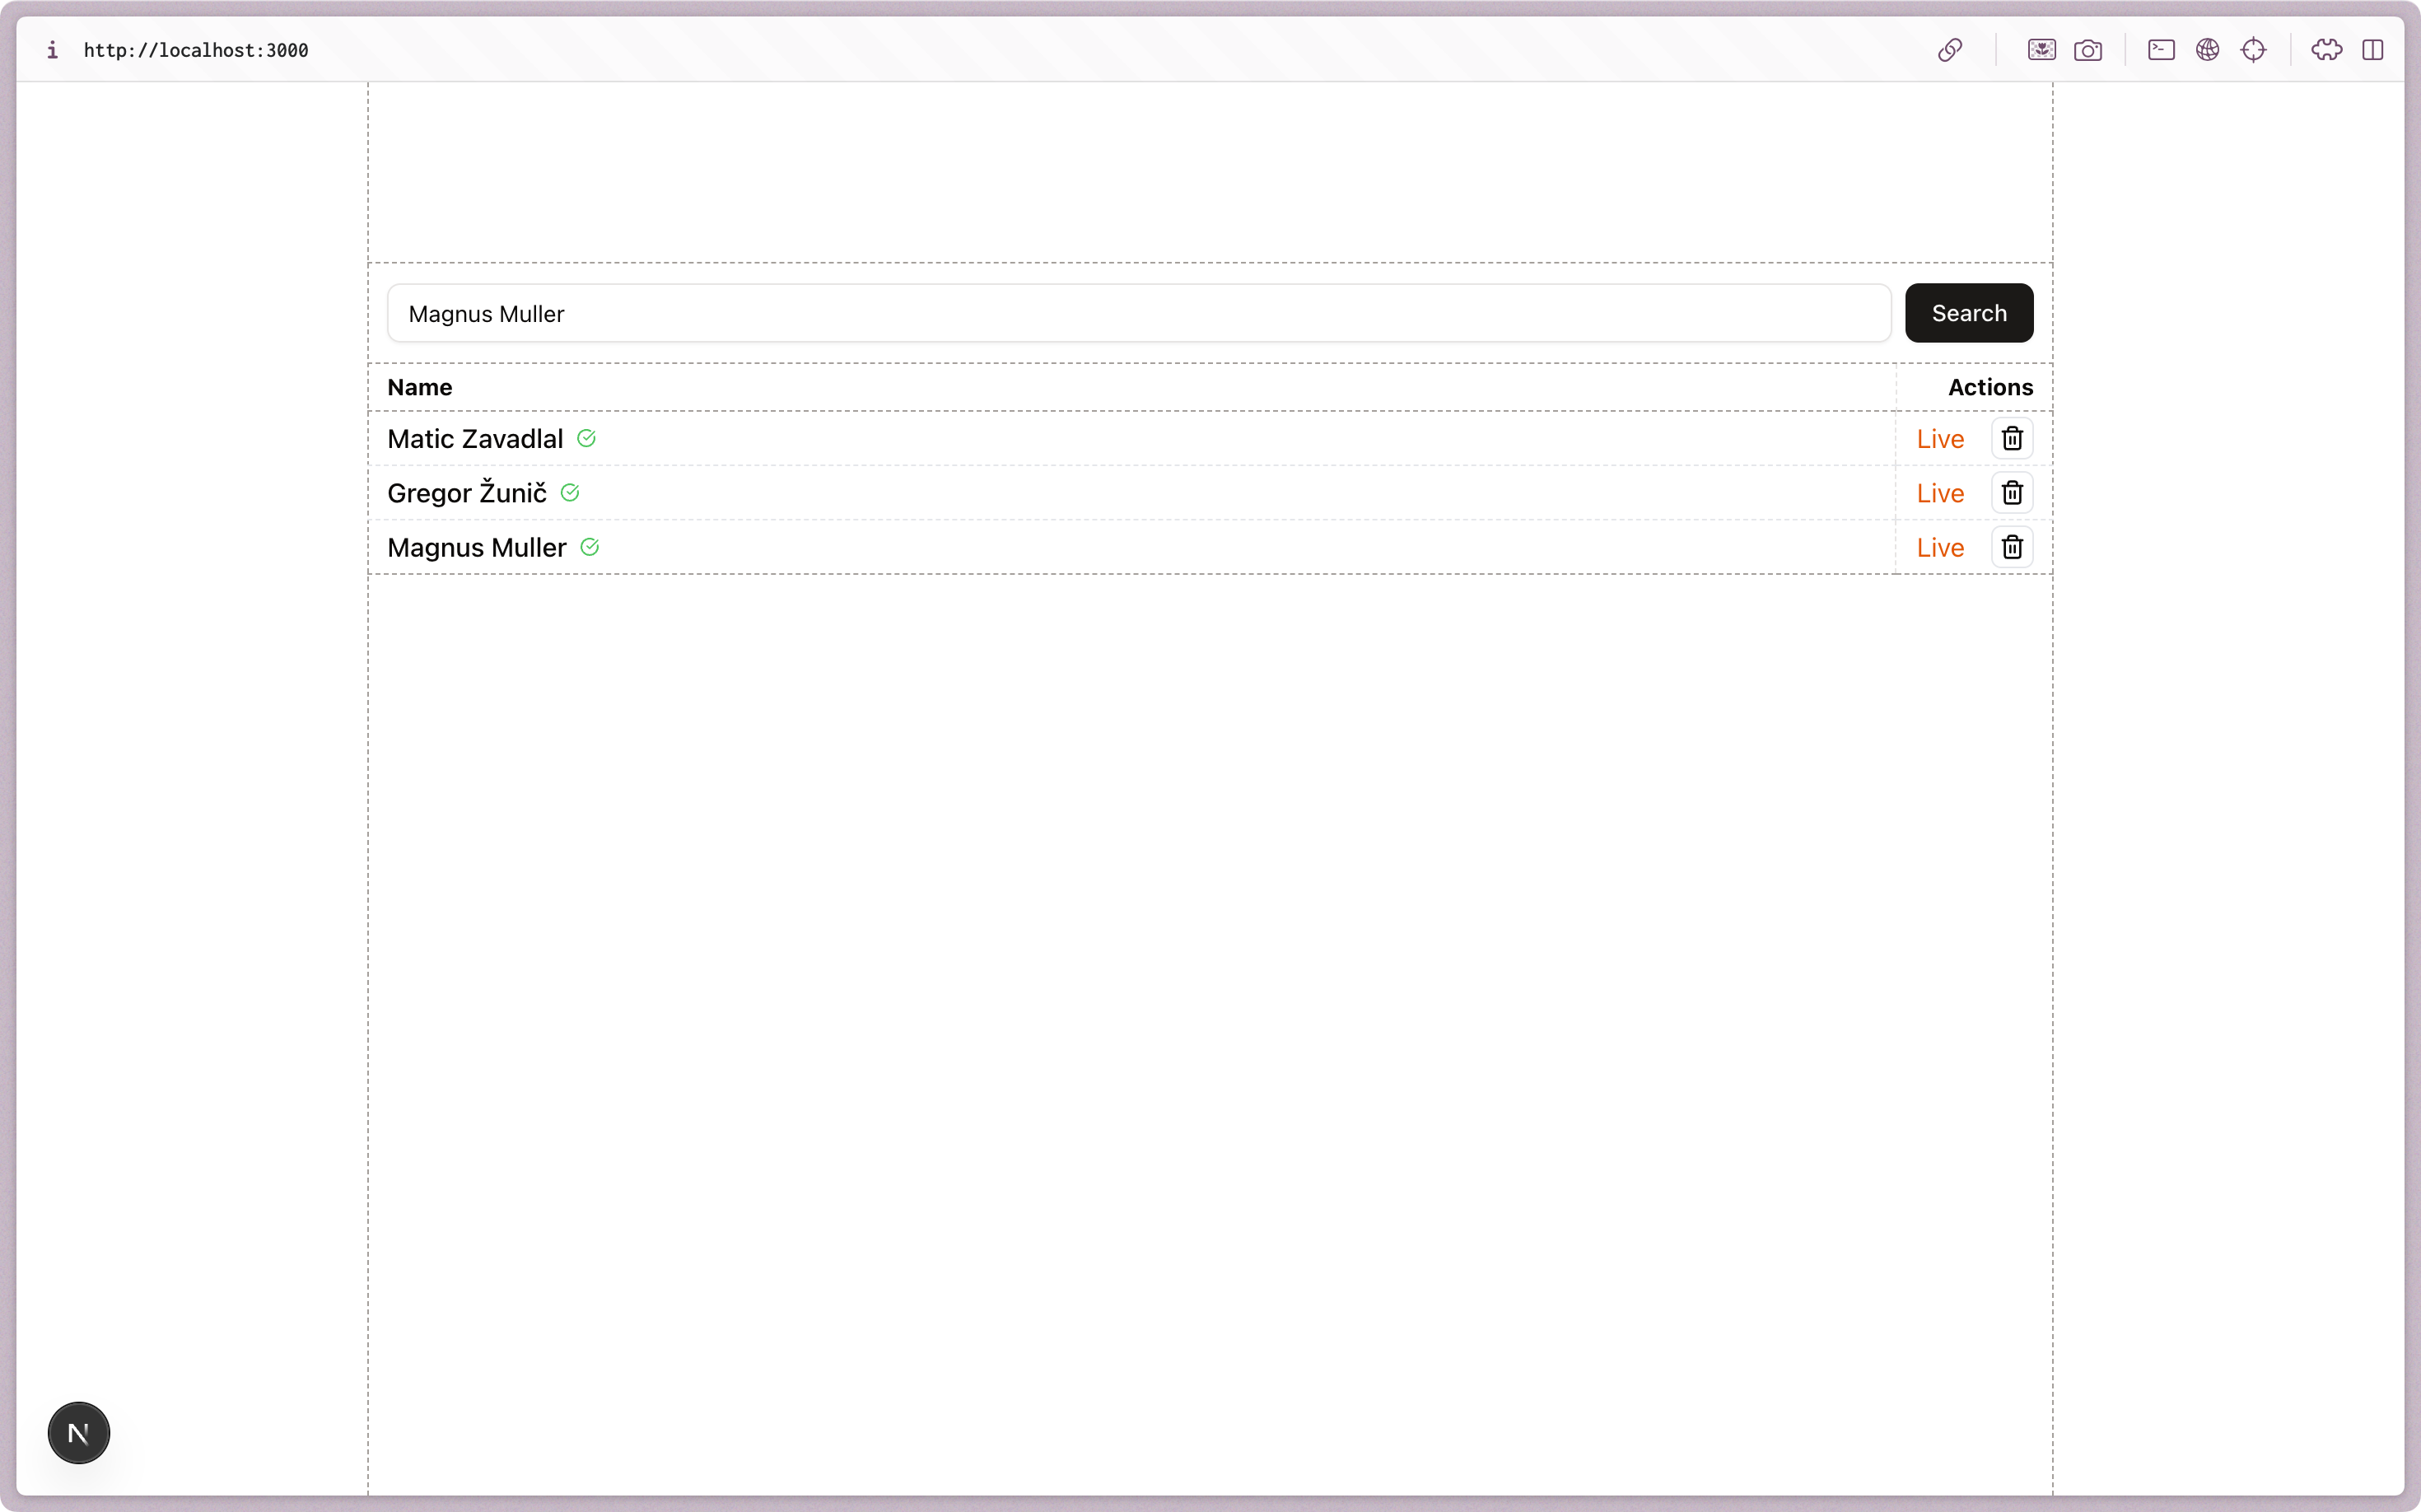 i http://localhost:3000
Magnus Muller Search
Name Actions
Matic Zavadlal Live
Gregor Žunič Live
Magnus Muller Live
N